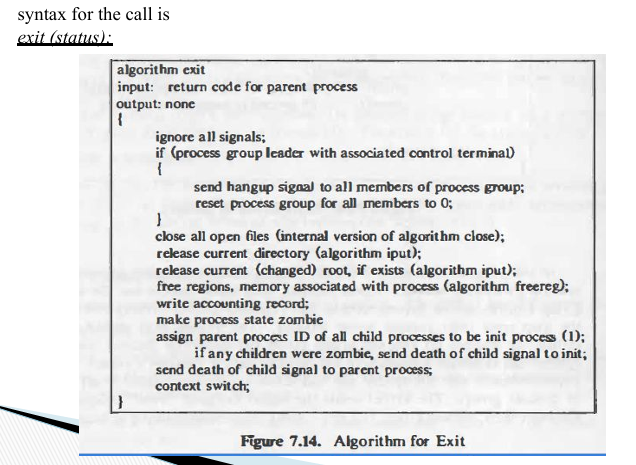 syntax for the call is
exit (status);
algorithm exit
input: return code for parent process
output: none
{
ignore all signals;
if (process group leader with associated control terminal)
{
send hangup signal to all members of process group;
reset process group for all members to 0;
}
close all open files (internal version of algorithm close);
release current directory (algorithm iput);
release current (changed) root, if exists (algorithm iput);
free regions, memory associated with process (algorithm freereg);
write accounting record;
make process state zombie
assign parent process ID of all child processes to be init process (1);
if any children were zombie, send death of child signal to init;
send death of child signal to parent process;
context switch;
}
Figure 7.14. Algorithm for Exit